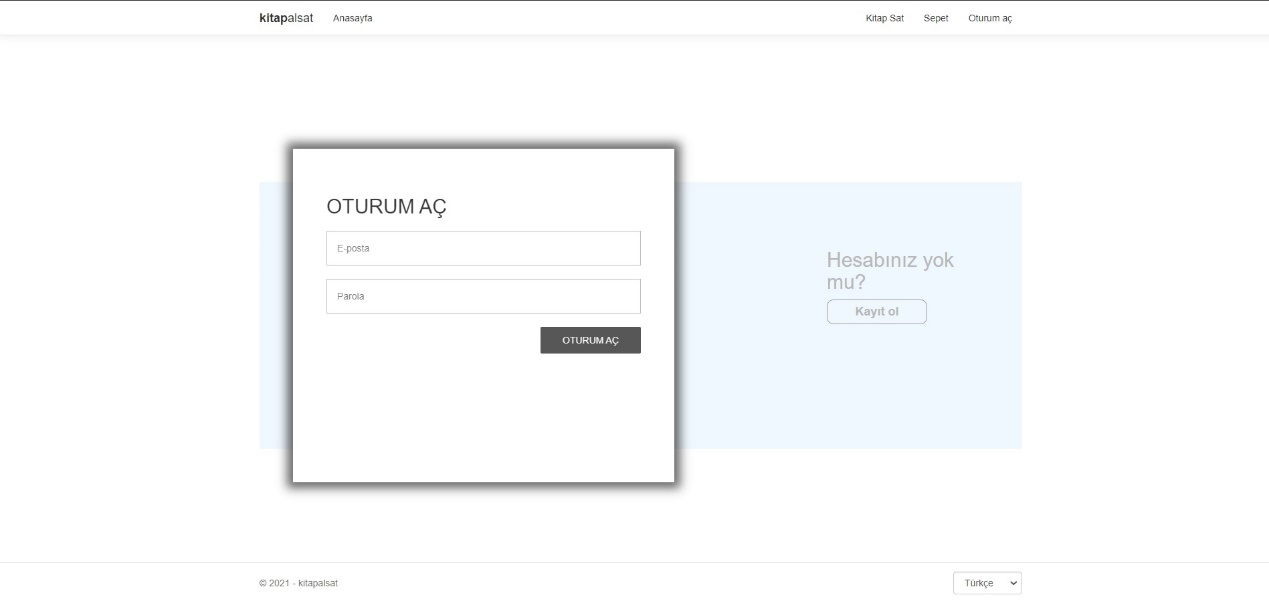 kitapalsat Anasayfa Kitap Sat Sepet Oturum aç
OTURUM AÇ
E-posta
Parola
OTURUM AÇ
Hesabınız yok
mu?
Kayıt ol
© 2021 - kitapalsat Türkçe